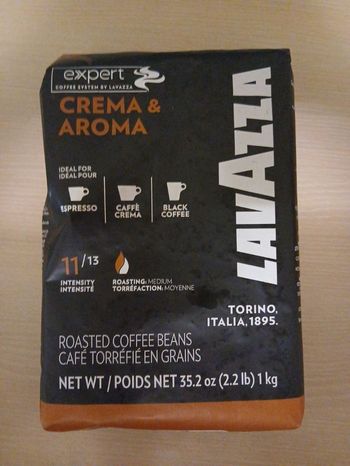 expert
COFFEE SYSTEM BY LAVAZZA
CREMA &
AROMA
LAVAZZA
IDEAL FOR
IDÉAL POUR
ESPRESSO
CAFFÈ
CREMA
BLACK
COFFEE
11/13
INTENSITY
INTENSITÉ
ROASTING: MEDIUM
TORRÉFACTION: MOYENNE
TORINO,
ITALIA, 1895.
ROASTED COFFEE BEANS
CAFÉ TORRÉFIÉ EN GRAINS
NET WT / POIDS NET 35.2 oz (2.2 lb) 1 kg